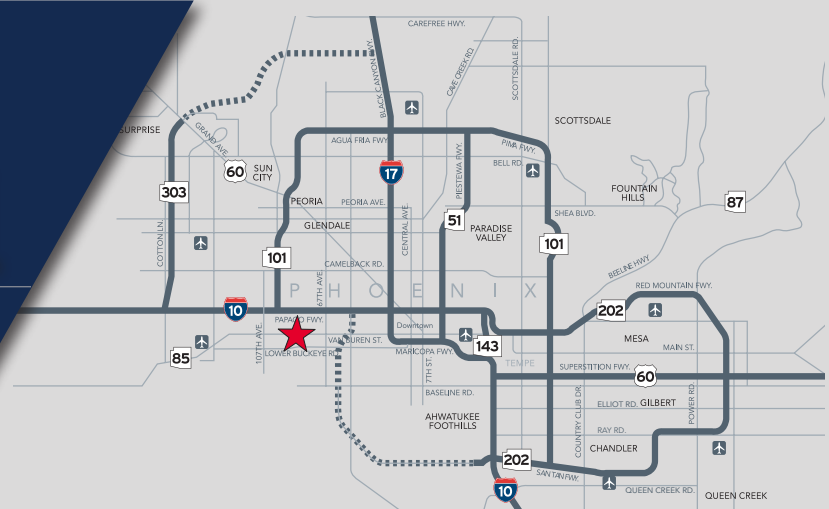 CAREFREE HWY.
BLACK CANYON FWY.
CAVE CREEK RD.
SCOTTSDALE RD.
SURPRISE
GRAND AVE.
SCOTTSDALE
AGUA FRIA FWY.
PIMA FWY.
BELL RD.
60
SUN
CITY
17
PIESTEWA FWY.
303
FOUNTAIN
HILLS
87
PEORIA
PEORIA AVE.
SHEA BLVD.
51
GLENDALE
CENTRAL AVE.
PARADISE
VALLEY
COTTON LN.
101
101
CAMELBACK RD.
BEELINE HWY
67TH AVE.
PHOENIX
RED MOUNTAIN FWY.
10
202
PAPAGO FWY.
107TH AVE.
Downtown
VAN BUREN ST.
143
MESA
MAIN ST.
85
LOWER BUCKEYE RD.
MARICOPA FWY.
7TH ST.
TEMPE
SUPERSTITION FWY.
60
BASELINE RD.
COUNTRY CLUB DR.
ELLIOT RD.
GILBERT
POWER RD.
AHWATUKEE
FOOTHILLS
RAY RD.
CHANDLER
202
SANTAN FWY.
10
QUEEN CREEK RD.
QUEEN CREEK